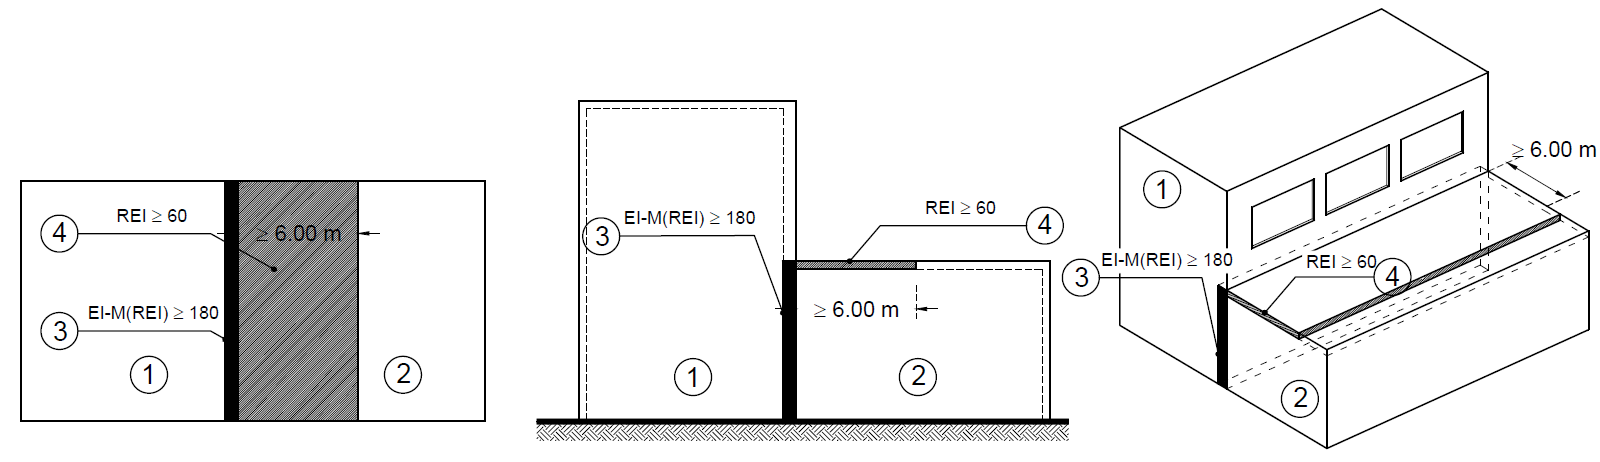 4
REI ≥ 60
≥ 6.00 m
EI-M(REI) ≥ 180
3
1
2
EI-M(REI) ≥ 180
3
REI ≥ 60
4
≥ 6.00 m
1
2
≥ 6.00 m
1
EI-M(REI) ≥ 180
3
REI ≥ 60
4
2